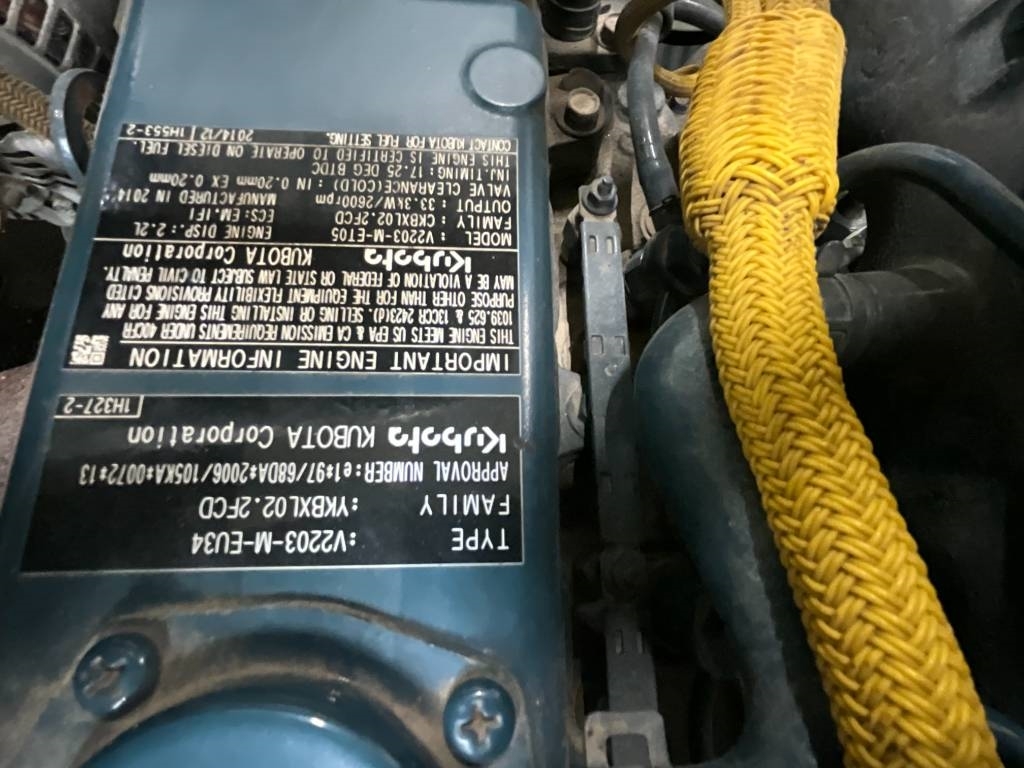 TYPE :V2203-M-EU34
FAMILY :YKBXL02.2FCD
APPROVAL NUMBER:e1*97/68DA*2006/105KA*0072*13
Kubota KUBOTA Corporation
1H327-2
IMPORTANT ENGINE INFORMATION
THIS ENGINE MEETS US EPA & CA EMISSION REQUIREMENTS UNDER 40CFR
1039.625 & 13CCR 2423(d). SELLING OR INSTALLING THIS ENGINE FOR ANY
PURPOSE OTHER THAN FOR THE EQUIPMENT FLEXIBILITY PROVISIONS CITED
MAY BE A VIOLATION OF FEDERAL OR STATE LAW SUBJECT TO CIVIL PENALTY.
Kubota KUBOTA Corporation
MODEL : V2203-M-ET05 ENGINE DISP.: 2.2L
FAMILY : CKBXL02.2FCD ECS: EM, IFI
OUTPUT : 33.3kW/2600rpm MANUFACTURED IN 2014
VALVE CLEARANCE(COLD) : IN 0.20mm EX 0.20mm
INJ.TIMING : 17.25 DEG BTDC
THIS ENGINE IS CERTIFIED TO OPERATE ON DIESEL FUEL.
CONTACT KUBOTA FOR FUEL SETTING. 2014/12 1H553-2